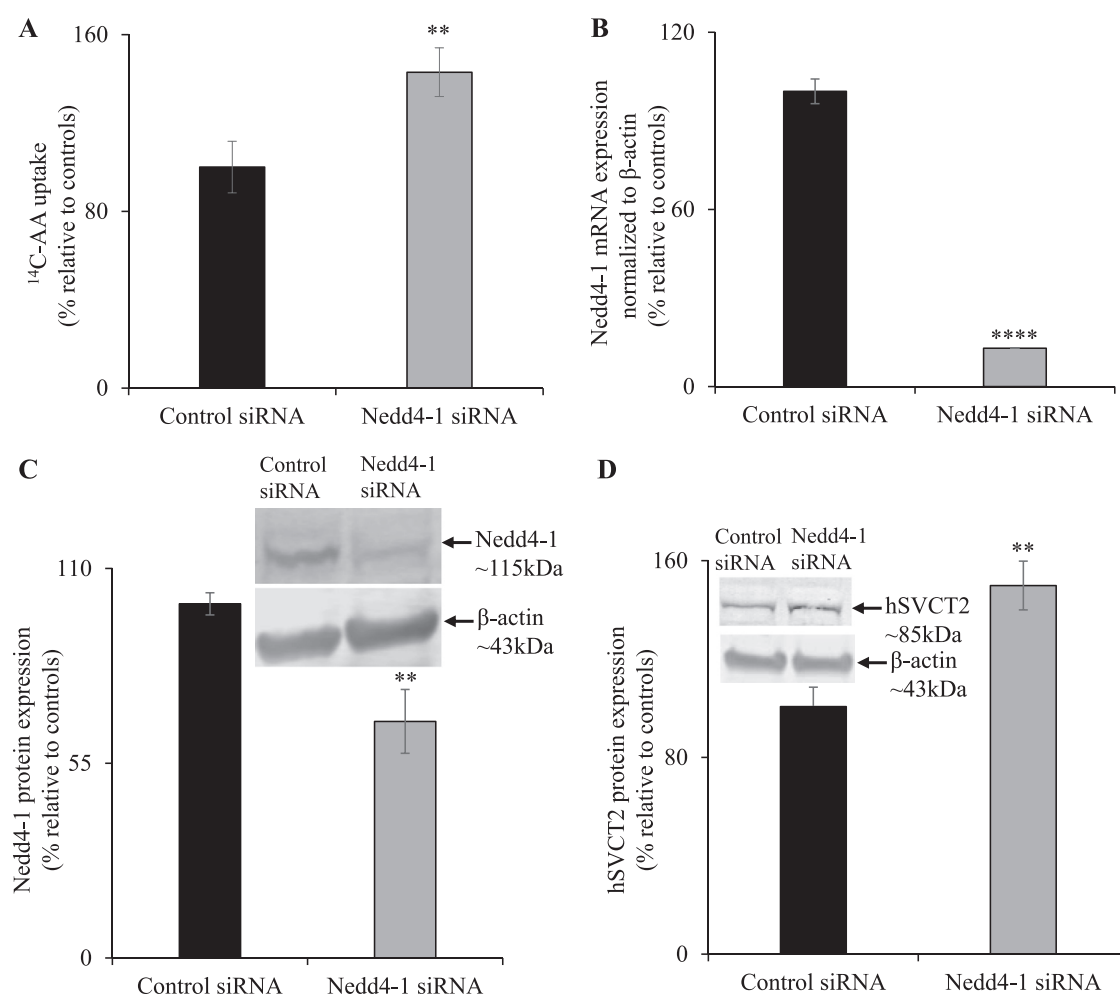 A
160
80
0
¹⁴C-AA uptake
(% relative to controls)
**
Control siRNA
Nedd4-1 siRNA
B
120
60
0
Nedd4-1 mRNA expression
normalized to β-actin
(% relative to controls)
****
Control siRNA
Nedd4-1 siRNA
C
110
55
0
Nedd4-1 protein expression
(% relative to controls)
Control
siRNA
Nedd4-1
siRNA
Nedd4-1
~115kDa
β-actin
~43kDa
**
Control siRNA
Nedd4-1 siRNA
D
160
80
0
hSVCT2 protein expression
(% relative to controls)
Control
siRNA
Nedd4-1
siRNA
hSVCT2
~85kDa
β-actin
~43kDa
**
Control siRNA
Nedd4-1 siRNA